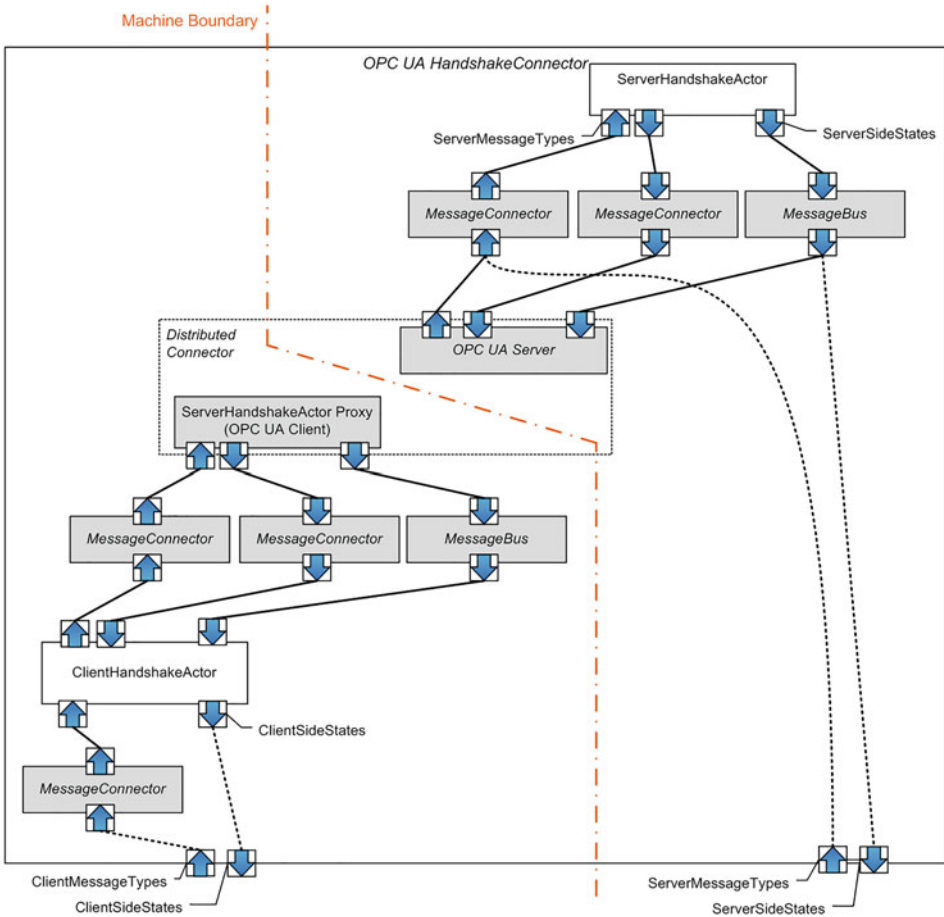 Machine Boundary
OPC UA HandshakeConnector
ServerHandshakeActor
ServerMessageTypes
ServerSideStates
MessageConnector
MessageConnector
MessageBus
Distributed
Connector
OPC UA Server
ServerHandshakeActor Proxy
(OPC UA Client)
MessageConnector
MessageConnector
MessageBus
ClientHandshakeActor
ClientSideStates
MessageConnector
ClientMessageTypes
ClientSideStates
ServerMessageTypes
ServerSideStates